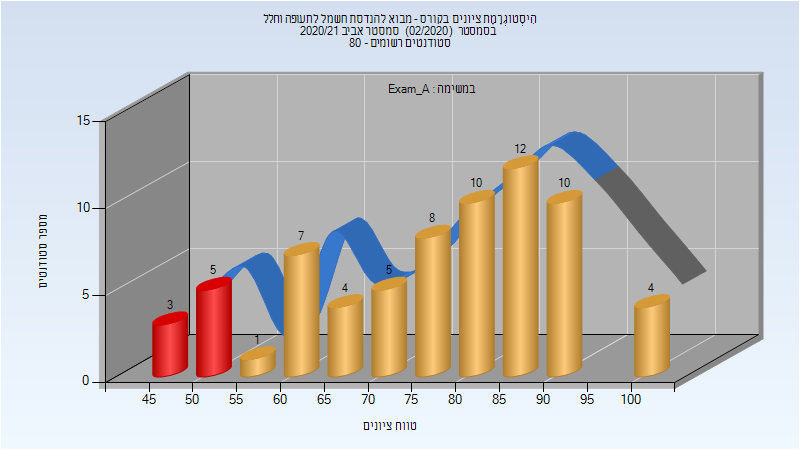 הִיסְטוֹגְרָמַת ציונים בקורס - מבוא להנדסת חשמל לתעופה וחלל
בסמסטר (02/2020) סמסטר אביב 2020/21
סטודנטים רשומים - 80
במשימה : Exam_A
מספר סטודנטים
15
10
5
0
3
5
1
7
4
5
8
10
12
10
4
45 50 55 60 65 70 75 80 85 90 95 100
טווח ציונים